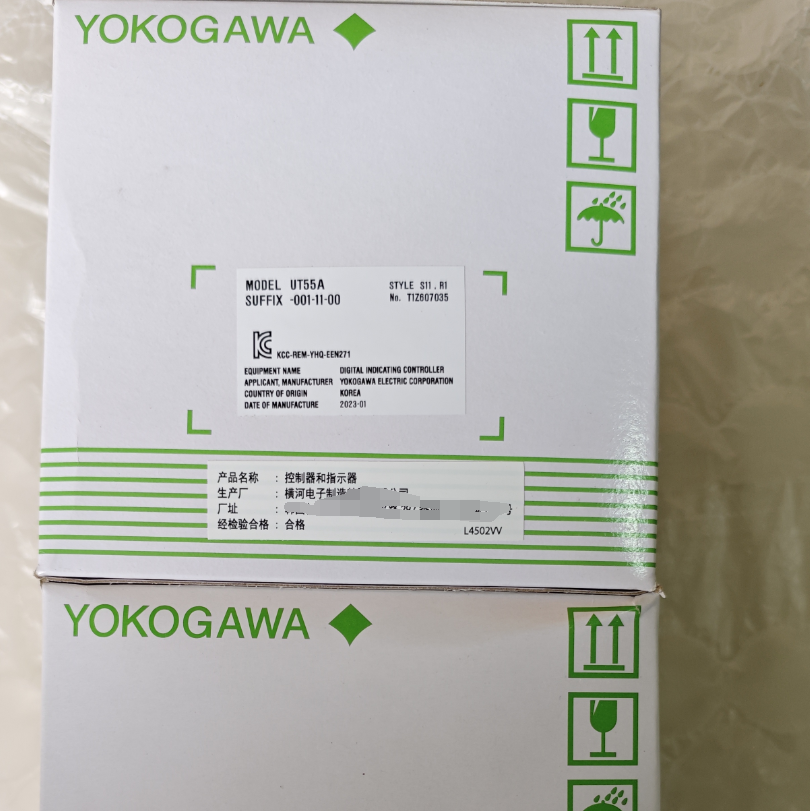 YOKOGAWA
MODEL UT55A
SUFFIX -001-11-00
STYLE S11 . R1
No. T1Z607035
KCC-REM-YHQ-EEN271
EQUIPMENT NAME DIGITAL INDICATING CONTROLLER
APPLICANT, MANUFACTURER YOKOGAWA ELECTRIC CORPORATION
COUNTRY OF ORIGIN KOREA
DATE OF MANUFACTURE 2023-01
产品名称 : 控制器和指示器
生产厂 : 横河电子制造 公司
厂址 : 号
经检验合格 : 合格
L4502VV
YOKOGAWA